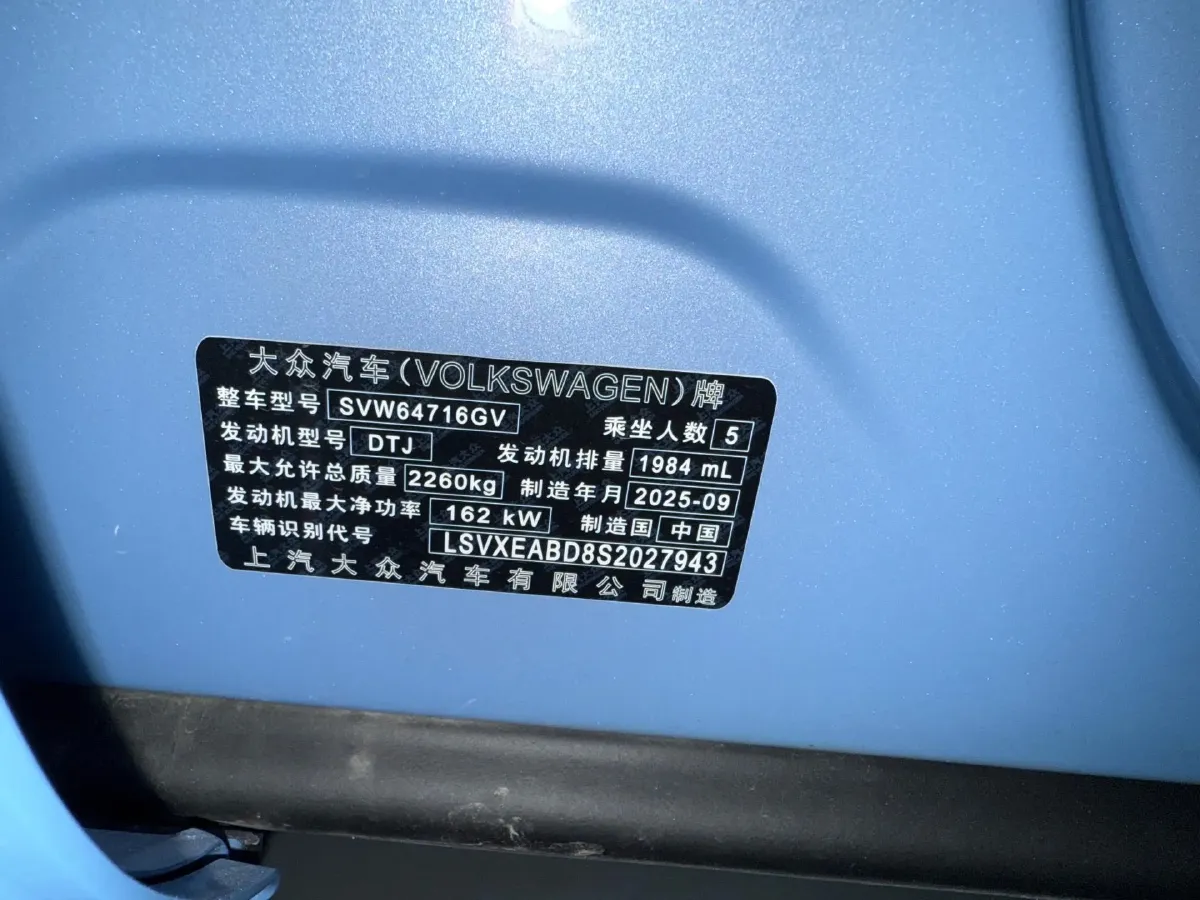 大众汽车(VOLKSWAGEN)牌
整车型号 SVW64716GV 乘坐人数 5
发动机型号 DTJ 发动机排量 1984 mL
最大允许总质量 2260kg 制造年月 2025-09
发动机最大净功率 162 kW 制造国 中国
车辆识别代号 LSVXEABD8S2027943
上汽大众汽车有限公司制造